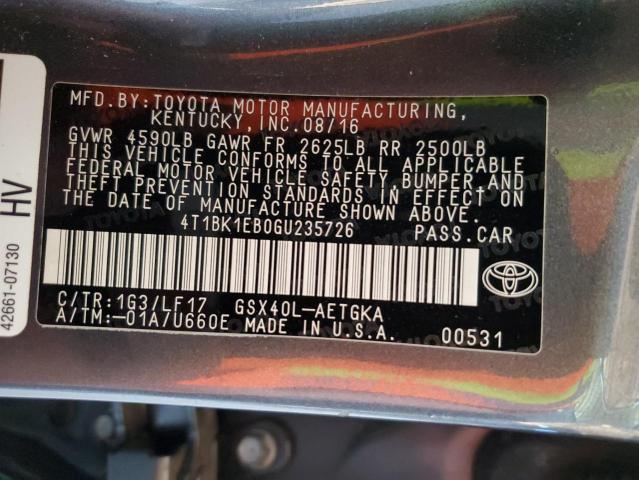 MFD.BY:TOYOTA MOTOR MANUFACTURING,
KENTUCKY,INC.08/16
GVWR 4590LB GAWR FR 2625LB RR 2500LB
THIS VEHICLE CONFORMS TO ALL APPLICABLE
FEDERAL MOTOR VEHICLE SAFETY,BUMPER,AND
THEFT PREVENTION STANDARDS IN EFFECT ON
THE DATE OF MANUFACTURE SHOWN ABOVE.
4T1BK1EB0GU235726 PASS.CAR
C/TR:1G3/LF17 GSX40L-AETGKA
A/TM:-01A7U660E MADE IN U.S.A. 00531
42661-07130
HV